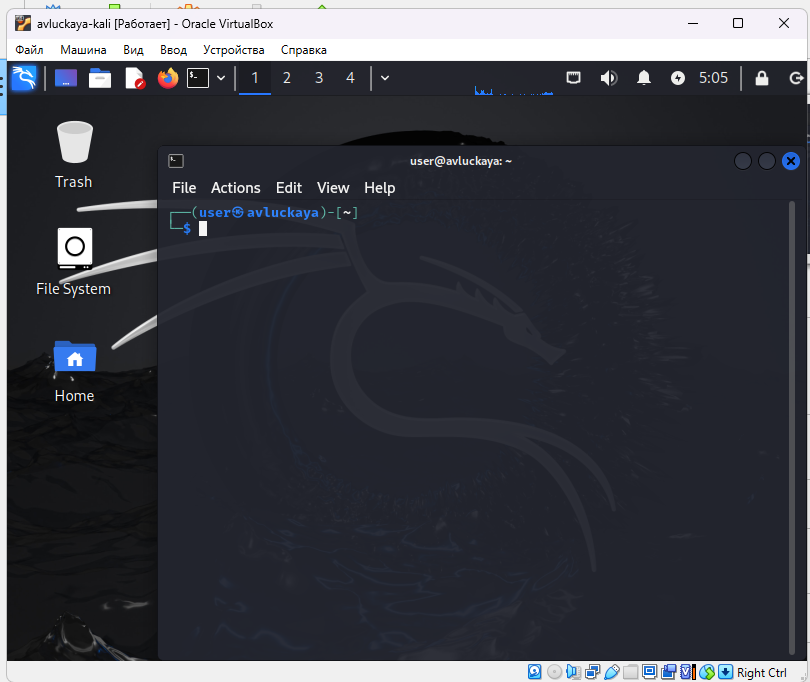 avluckaya-kali [Работает] - Oracle VirtualBox
Файл Машина Вид Ввод Устройства Справка
1 2 3 4 5:05
Trash
user@avluckaya: ~
File Actions Edit View Help
┌──(user㉿avluckaya)-[~]
└─$
File System
Home
Right Ctrl